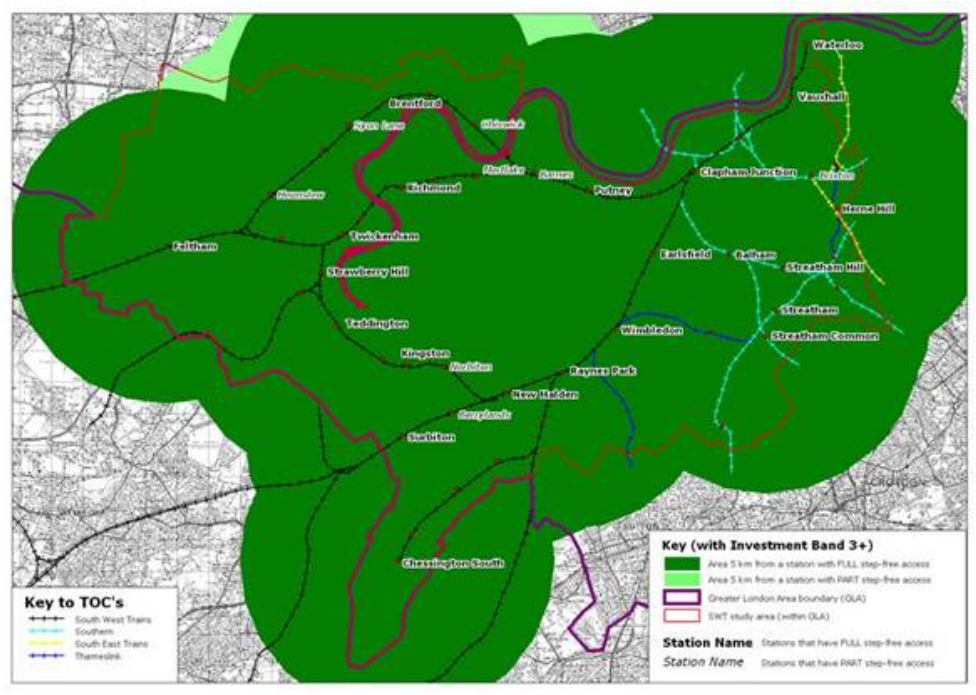 Waterloo
Vauxhall
Brentford
Syon Lane
Chiswick
Mortlake
Barnes
Clapham Junction
Brixton
Richmond
Putney
Hounslow
Herne Hill
Twickenham
Feltham
Earlsfield
Balham
Streatham Hill
Strawberry Hill
Streatham
Teddington
Wimbledon
Streatham Common
Kingston
Norbiton
Raynes Park
New Malden
Berrylands
Surbiton
Chessington South
Key (with Investment Band 3+)
Area 5 km from a station with FULL step-free access
Area 5 km from a station with PART step-free access
Greater London Area boundary (GLA)
SWT study area (within GLA)
Station Name Stations that have FULL step-free access
Station Name Stations that have PART step-free access
Key to TOC's
South West Trains
Southern
South East Trains
Thameslink